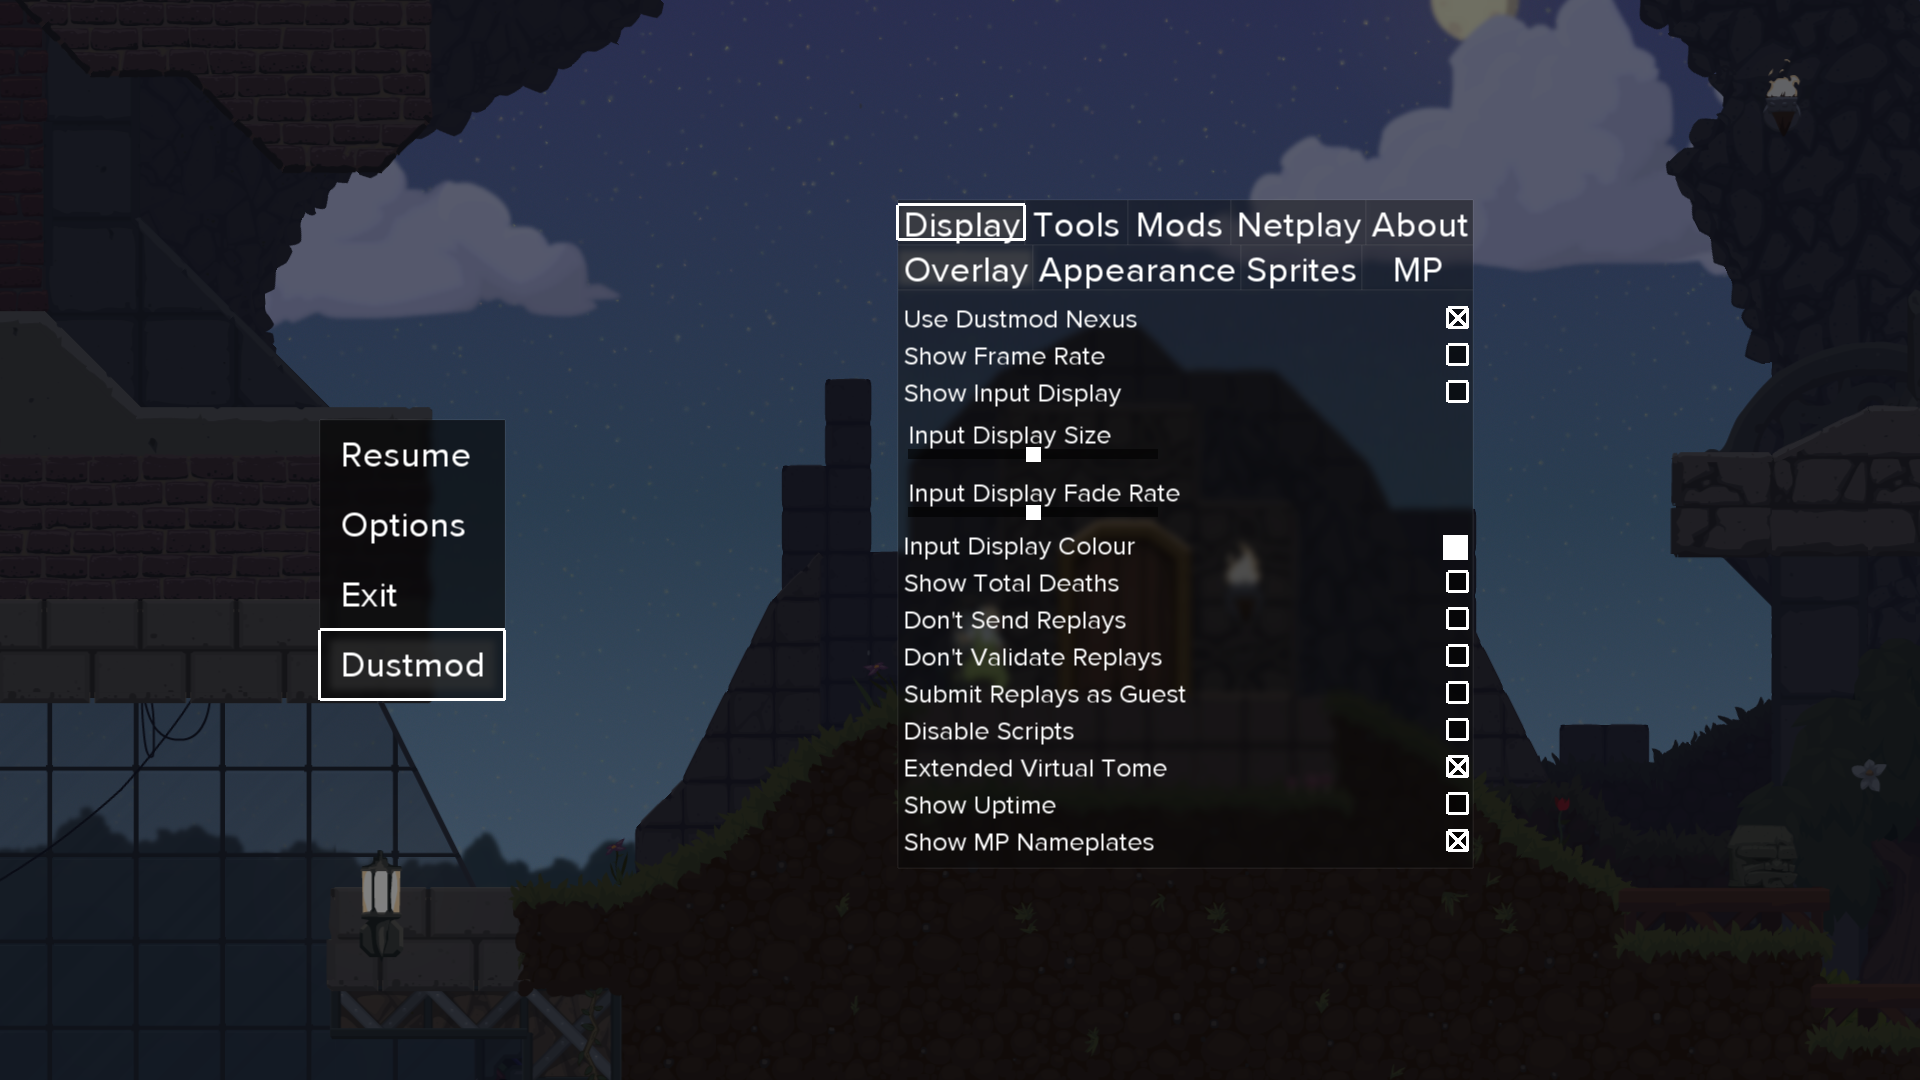 Resume
Options
Exit
Dustmod
Display Tools Mods Netplay About
Overlay Appearance Sprites MP
Use Dustmod Nexus
Show Frame Rate
Show Input Display
Input Display Size
Input Display Fade Rate
Input Display Colour
Show Total Deaths
Don't Send Replays
Don't Validate Replays
Submit Replays as Guest
Disable Scripts
Extended Virtual Tome
Show Uptime
Show MP Nameplates